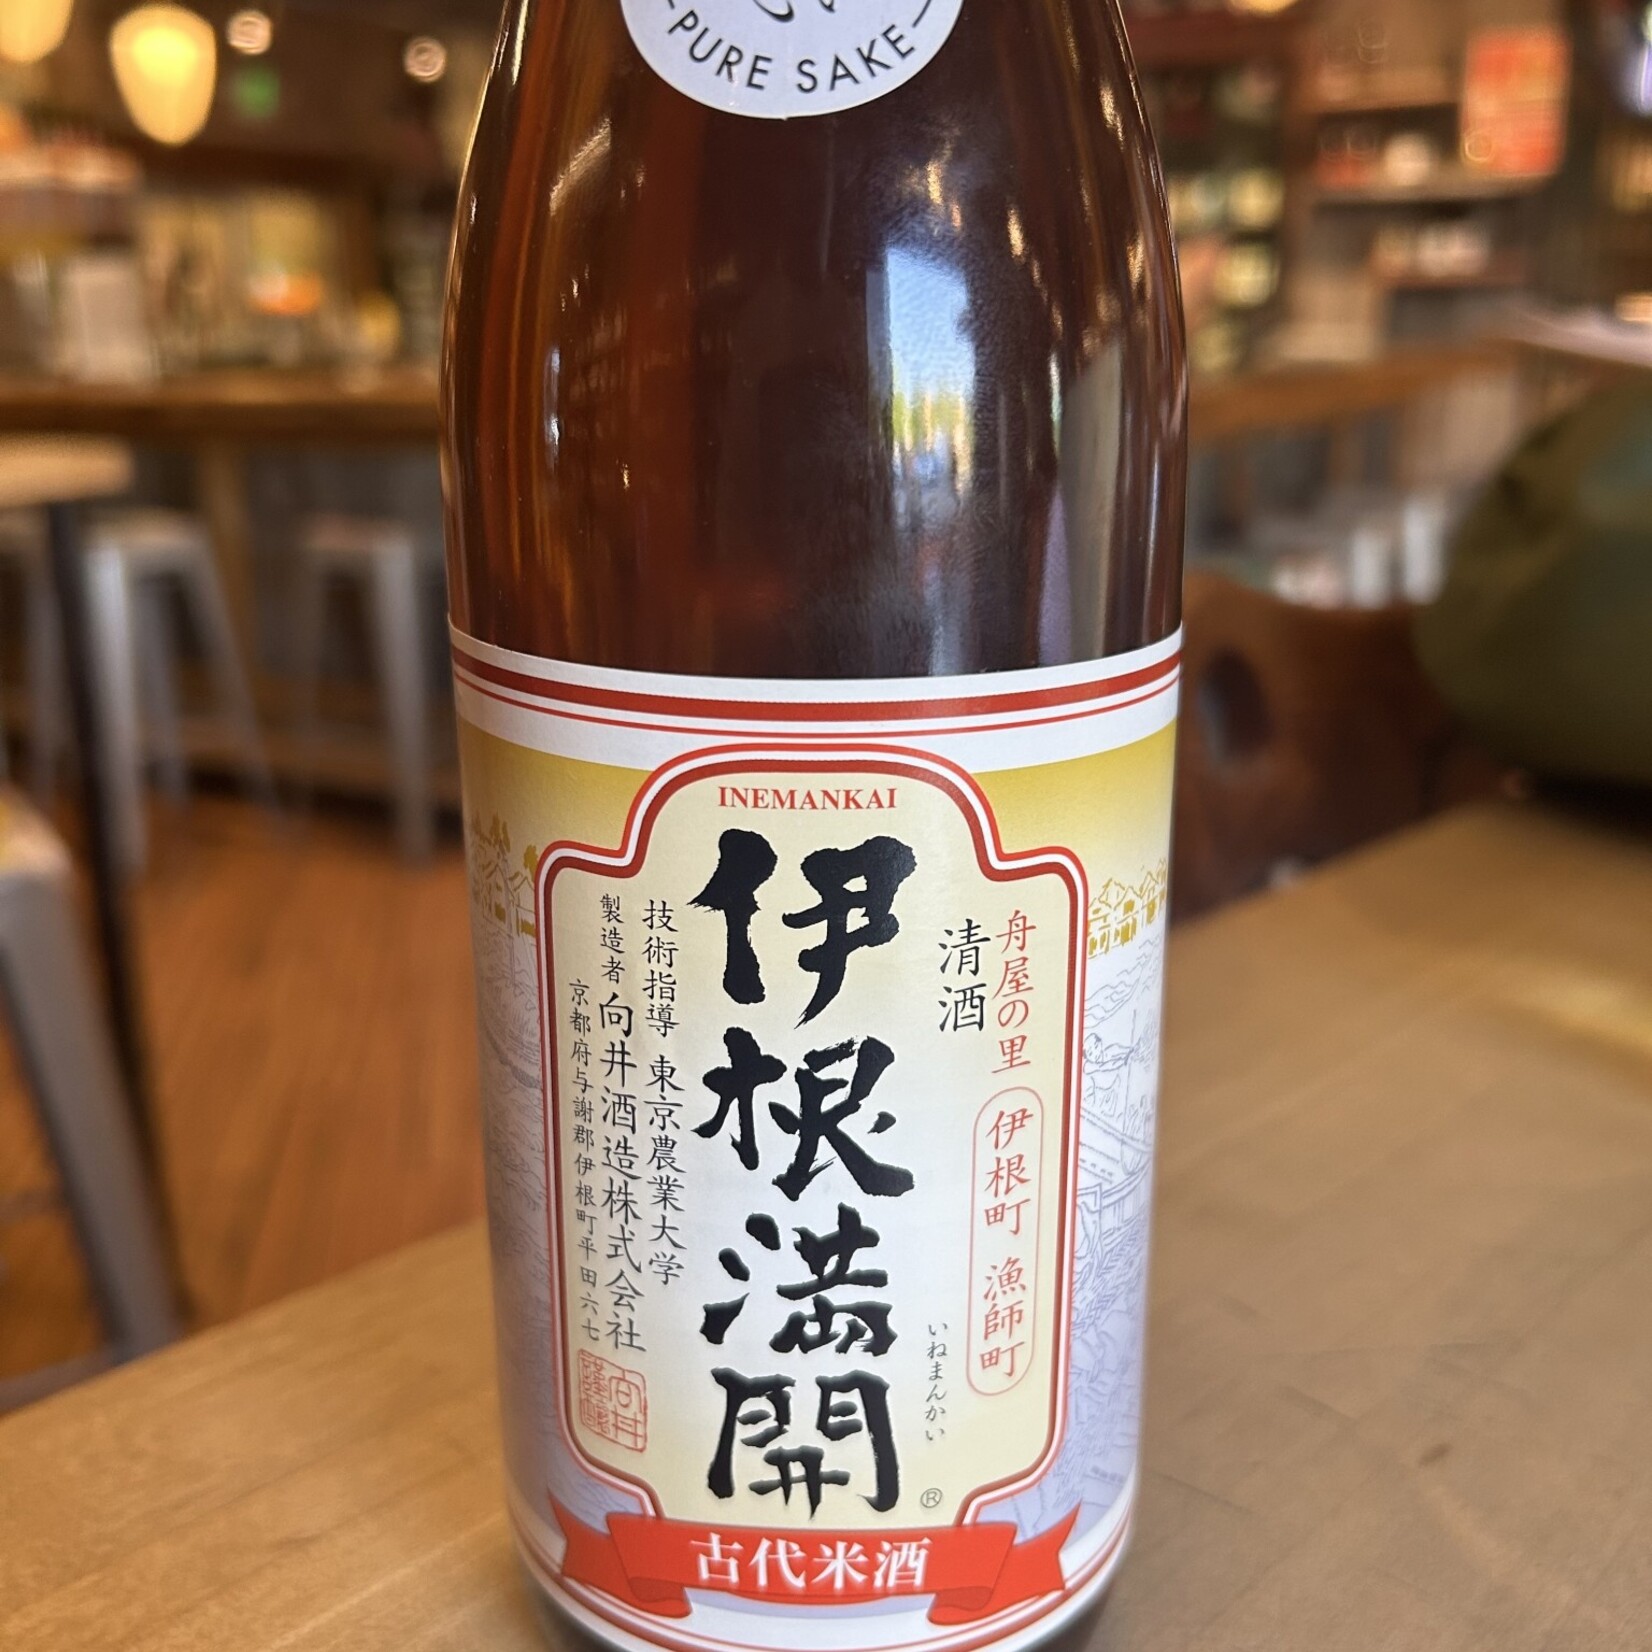 PURE SAKE
INEMANKAI
舟屋の里
伊根町 漁師町
清酒
伊根満開
いねまんかい
®
技術指導 東京農業大学
製造者 向井酒造株式会社
京都府与謝郡伊根町平田六七
古代米酒